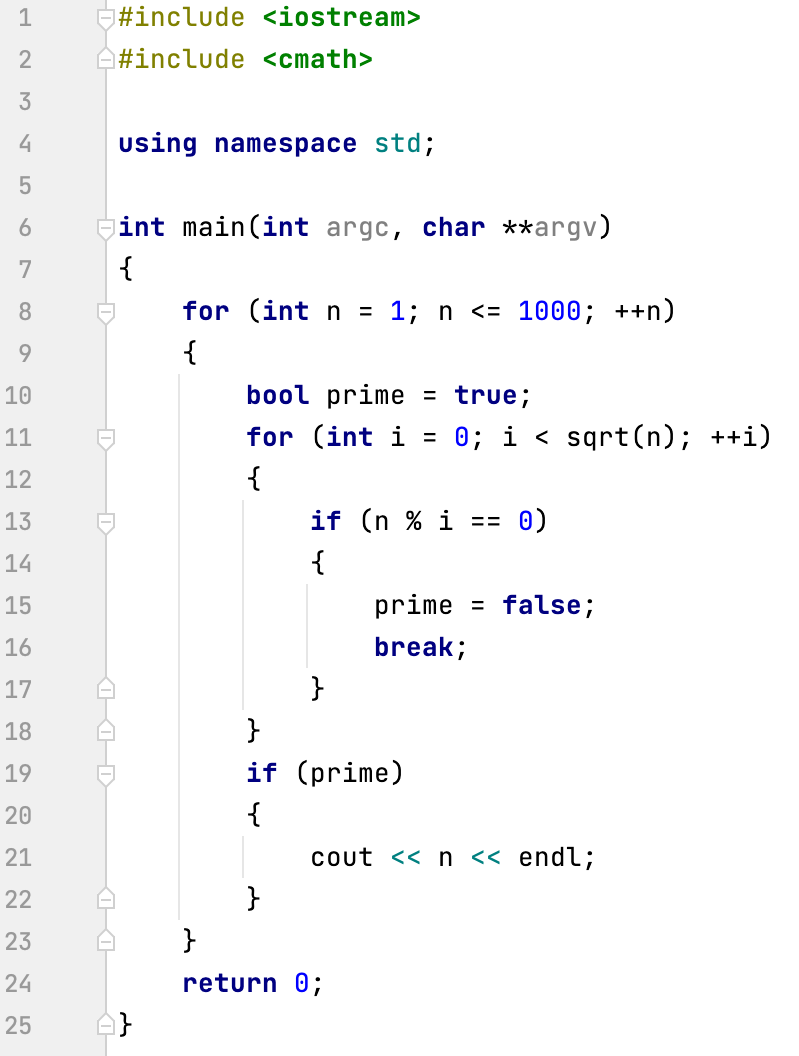 1 #include <iostream>
2 #include <cmath>
3
4 using namespace std;
5
6 int main(int argc, char **argv)
7 {
8     for (int n = 1; n <= 1000; ++n)
9     {
10         bool prime = true;
11         for (int i = 0; i < sqrt(n); ++i)
12         {
13             if (n % i == 0)
14             {
15                 prime = false;
16                 break;
17             }
18         }
19         if (prime)
20         {
21             cout << n << endl;
22         }
23     }
24     return 0;
25 }